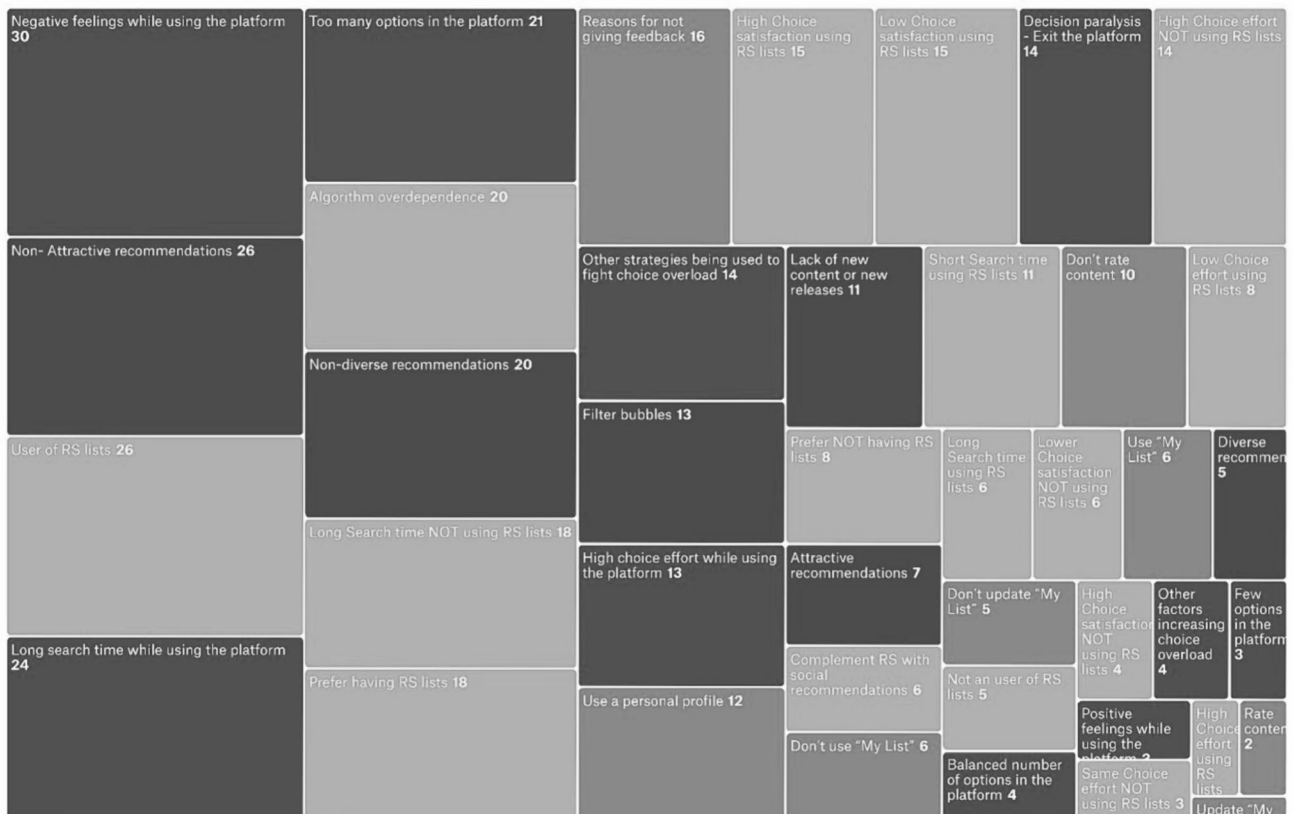 Negative feelings while using the platform
30
Non- Attractive recommendations 26
User of RS lists 26
Long search time while using the platform
24
Too many options in the platform 21
Algorithm overdependence 20
Non-diverse recommendations 20
Long Search time NOT using RS lists 18
Prefer having RS lists 18
Reasons for not
giving feedback 16
High Choice
satisfaction using
RS lists 15
Low Choice
satisfaction using
RS lists 15
Decision paralysis
- Exit the platform
14
High Choice effort
NOT using RS lists
14
Other strategies being used to
fight choice overload 14
Filter bubbles 13
High choice effort while using
the platform 13
Use a personal profile 12
Lack of new
content or new
releases 11
Short Search time
using RS lists 11
Don't rate
content 10
Low Choice
effort using
RS lists 8
Prefer NOT having RS
lists 8
Long
Search time
using RS
lists 6
Lower
Choice
satisfaction
NOT using
RS lists 6
Use "My
List" 6
Diverse
recommen
5
Attractive
recommendations 7
Complement RS with
social
recommendations 6
Don't use "My List" 6
Don't update "My
List" 5
Not an user of RS
lists 5
Balanced number
of options in the
platform 4
High
Choice
satisfaction
NOT
using RS
lists 4
Other
factors
increasing
choice
overload
4
Few
options
in the
platform
3
Positive
feelings while
using the
platform
Same Choice
effort NOT
using RS lists 3
High
Choice
effort
using
RS
lists
Rate
conten
2
Update "My